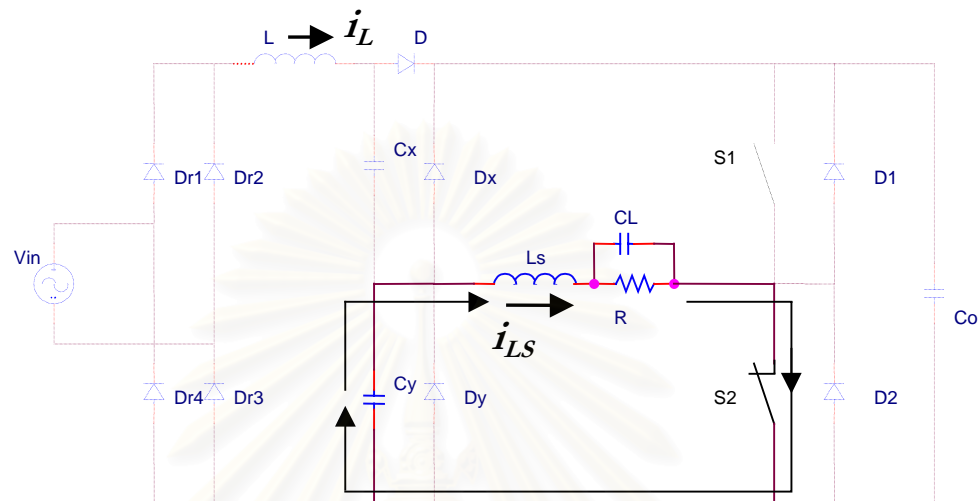 L
i_L
D
Cx
Dx
S1
Dr1
Dr2
D1
CL
Vin
Ls
R
Co
i_LS
Cy
Dy
S2
D2
Dr4
Dr3